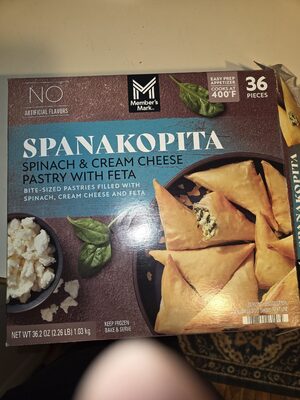 NO
ARTIFICIAL FLAVORS
M
Member's
Mark.
EASY PREP
APPETIZER
COOKS AT
400°F
36
PIECES
SPANAKOPITA
SPINACH & CREAM CHEESE
PASTRY WITH FETA
BITE-SIZED PASTRIES FILLED WITH
SPINACH, CREAM CHEESE AND FETA
KEEP FROZEN
BAKE & SERVE
NET WT 36.2 OZ (2.26 LB) 1.03 kg